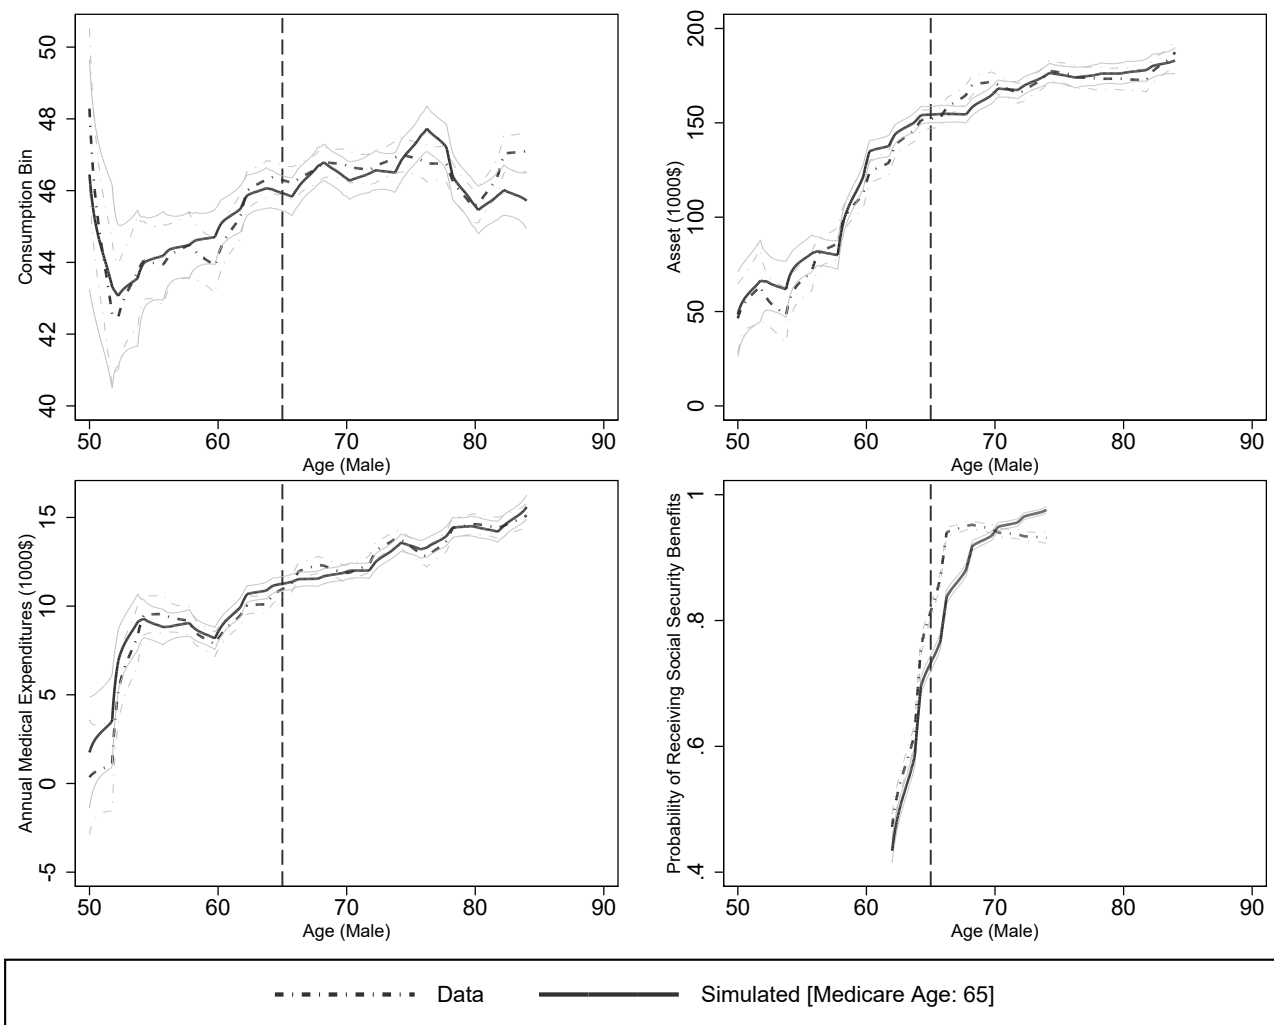 Consumption Bin
50
48
46
44
42
40
50 60 70 80 90
Age (Male)
Asset (1000$)
200
150
100
50
0
50 60 70 80 90
Age (Male)
Annual Medical Expenditures (1000$)
15
10
5
0
-5
50 60 70 80 90
Age (Male)
Probability of Receiving Social Security Benefits
1
.8
.6
.4
50 60 70 80 90
Age (Male)
Data Simulated [Medicare Age: 65]